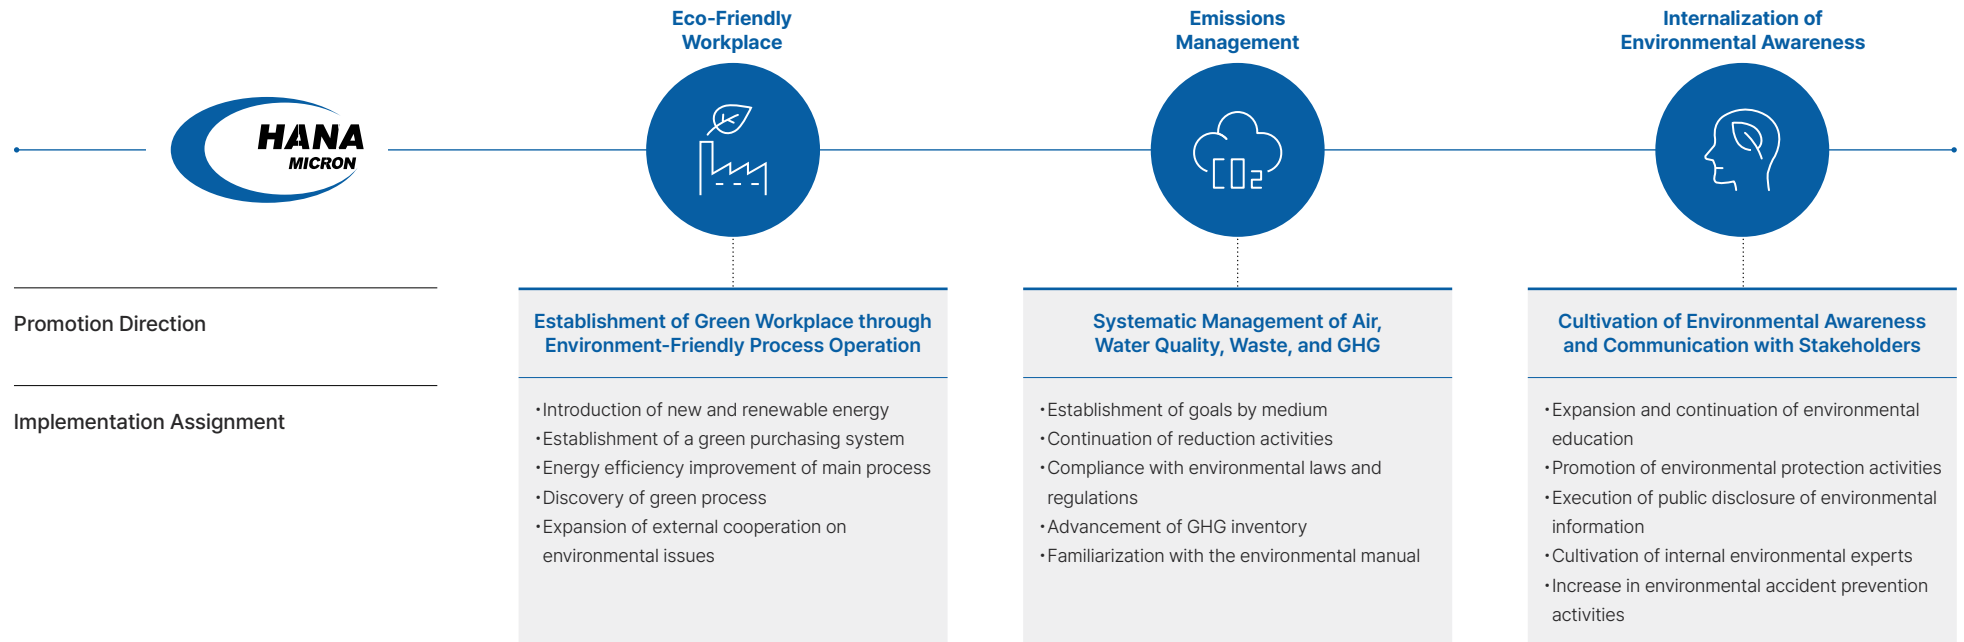 Eco-Friendly
Workplace
Emissions
Management
Internalization of
Environmental Awareness
HANA
MICRON
CO2
Promotion Direction
Establishment of Green Workplace through
Environment-Friendly Process Operation
Systematic Management of Air,
Water Quality, Waste, and GHG
Cultivation of Environmental Awareness
and Communication with Stakeholders
Implementation Assignment
·Introduction of new and renewable energy
·Establishment of a green purchasing system
·Energy efficiency improvement of main process
·Discovery of green process
·Expansion of external cooperation on
environmental issues
·Establishment of goals by medium
·Continuation of reduction activities
·Compliance with environmental laws and
regulations
·Advancement of GHG inventory
·Familiarization with the environmental manual
·Expansion and continuation of environmental
education
·Promotion of environmental protection activities
·Execution of public disclosure of environmental
information
·Cultivation of internal environmental experts
·Increase in environmental accident prevention
activities